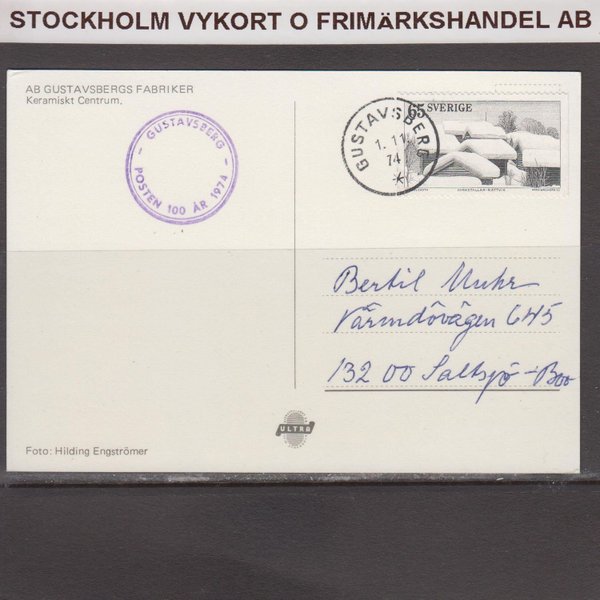 STOCKHOLM VYKORT O FRIMÄRKSHANDEL AB
AB GUSTAVSBERGS FABRIKER
Keramiskt Centrum.
- GUSTAVSBERG -
POSTEN 100 ÅR 1974
GUSTAVSBERG
1. 11
74
65 SVERIGE
Bertil Muhr
Värmdövägen 645
132 00 Saltsjö-Boo
ULTRA
Foto: Hilding Engströmer